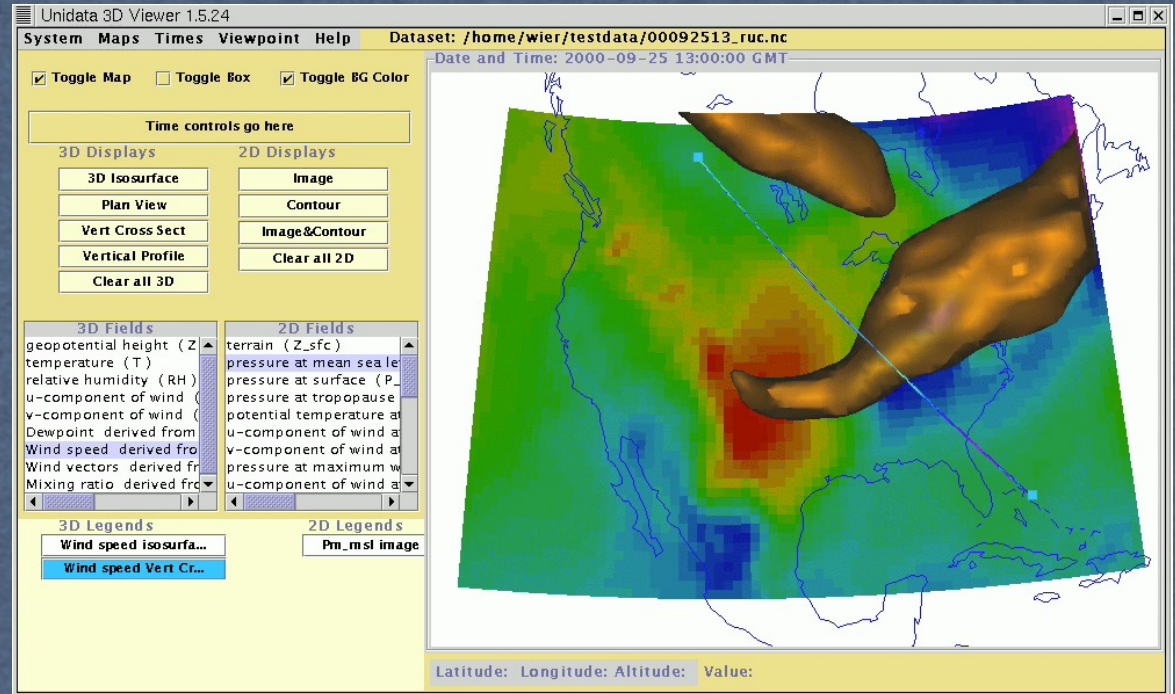 Unidata 3D Viewer 1.5.24
System Maps Times Viewpoint Help Dataset: /home/wier/testdata/00092513_ruc.nc
Date and Time: 2000-09-25 13:00:00 GMT
Toggle Map Toggle Box Toggle BG Color
Time controls go here
3D Displays 2D Displays
3D Isosurface Image
Plan View Contour
Vert Cross Sect Image&Contour
Vertical Profile Clear all 2D
Clear all 3D
3D Fields 2D Fields
geopotential height (Z terrain (Z_sfc)
temperature (T) pressure at mean sea le
relative humidity (RH) pressure at surface (P_
u-component of wind ( pressure at tropopause
v-component of wind ( potential temperature at
Dewpoint derived from u-component of wind at
Wind speed derived fro v-component of wind at
Wind vectors derived fr pressure at maximum w
Mixing ratio derived fro u-component of wind a
3D Legends 2D Legends
Wind speed isosurfa... Pm_msl image
Wind speed Vert Cr...
Latitude: Longitude: Altitude: Value: